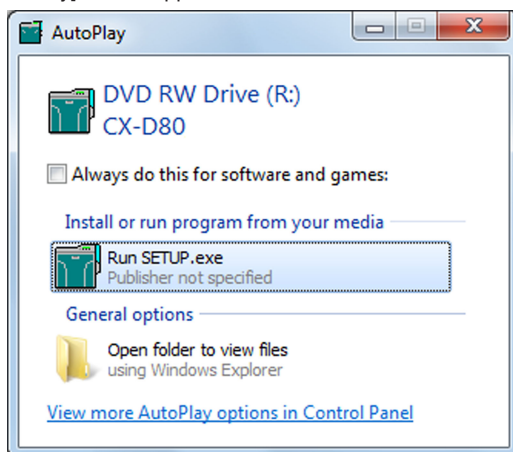 AutoPlay
DVD RW Drive (R:)
CX-D80
Always do this for software and games:
Install or run program from your media
Run SETUP.exe
Publisher not specified
General options
Open folder to view files
using Windows Explorer
View more AutoPlay options in Control Panel